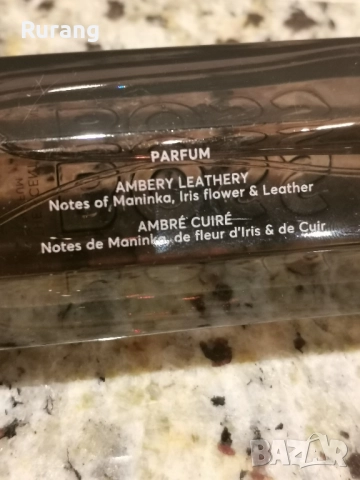 Rurang
PARFUM
AMBERY LEATHERY
Notes of Maninka, Iris flower & Leather
AMBRÉ CUIRÉ
Notes de Maninka, de fleur d'Iris & de Cuir
BAZAR